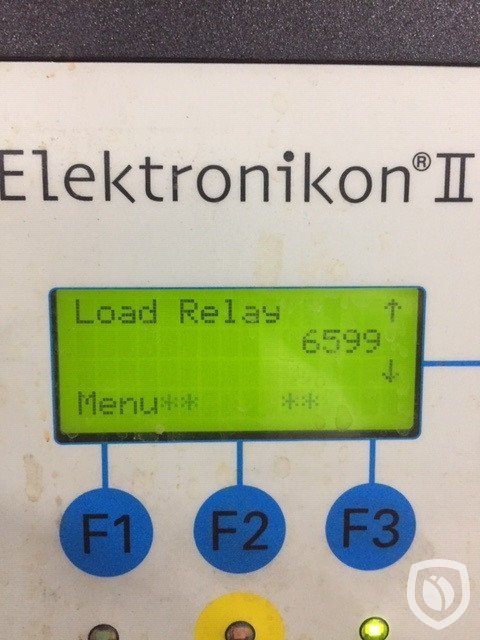 Elektronikon® II
Load Relay ↑
6599
↓
Menu** **
F1 F2 F3